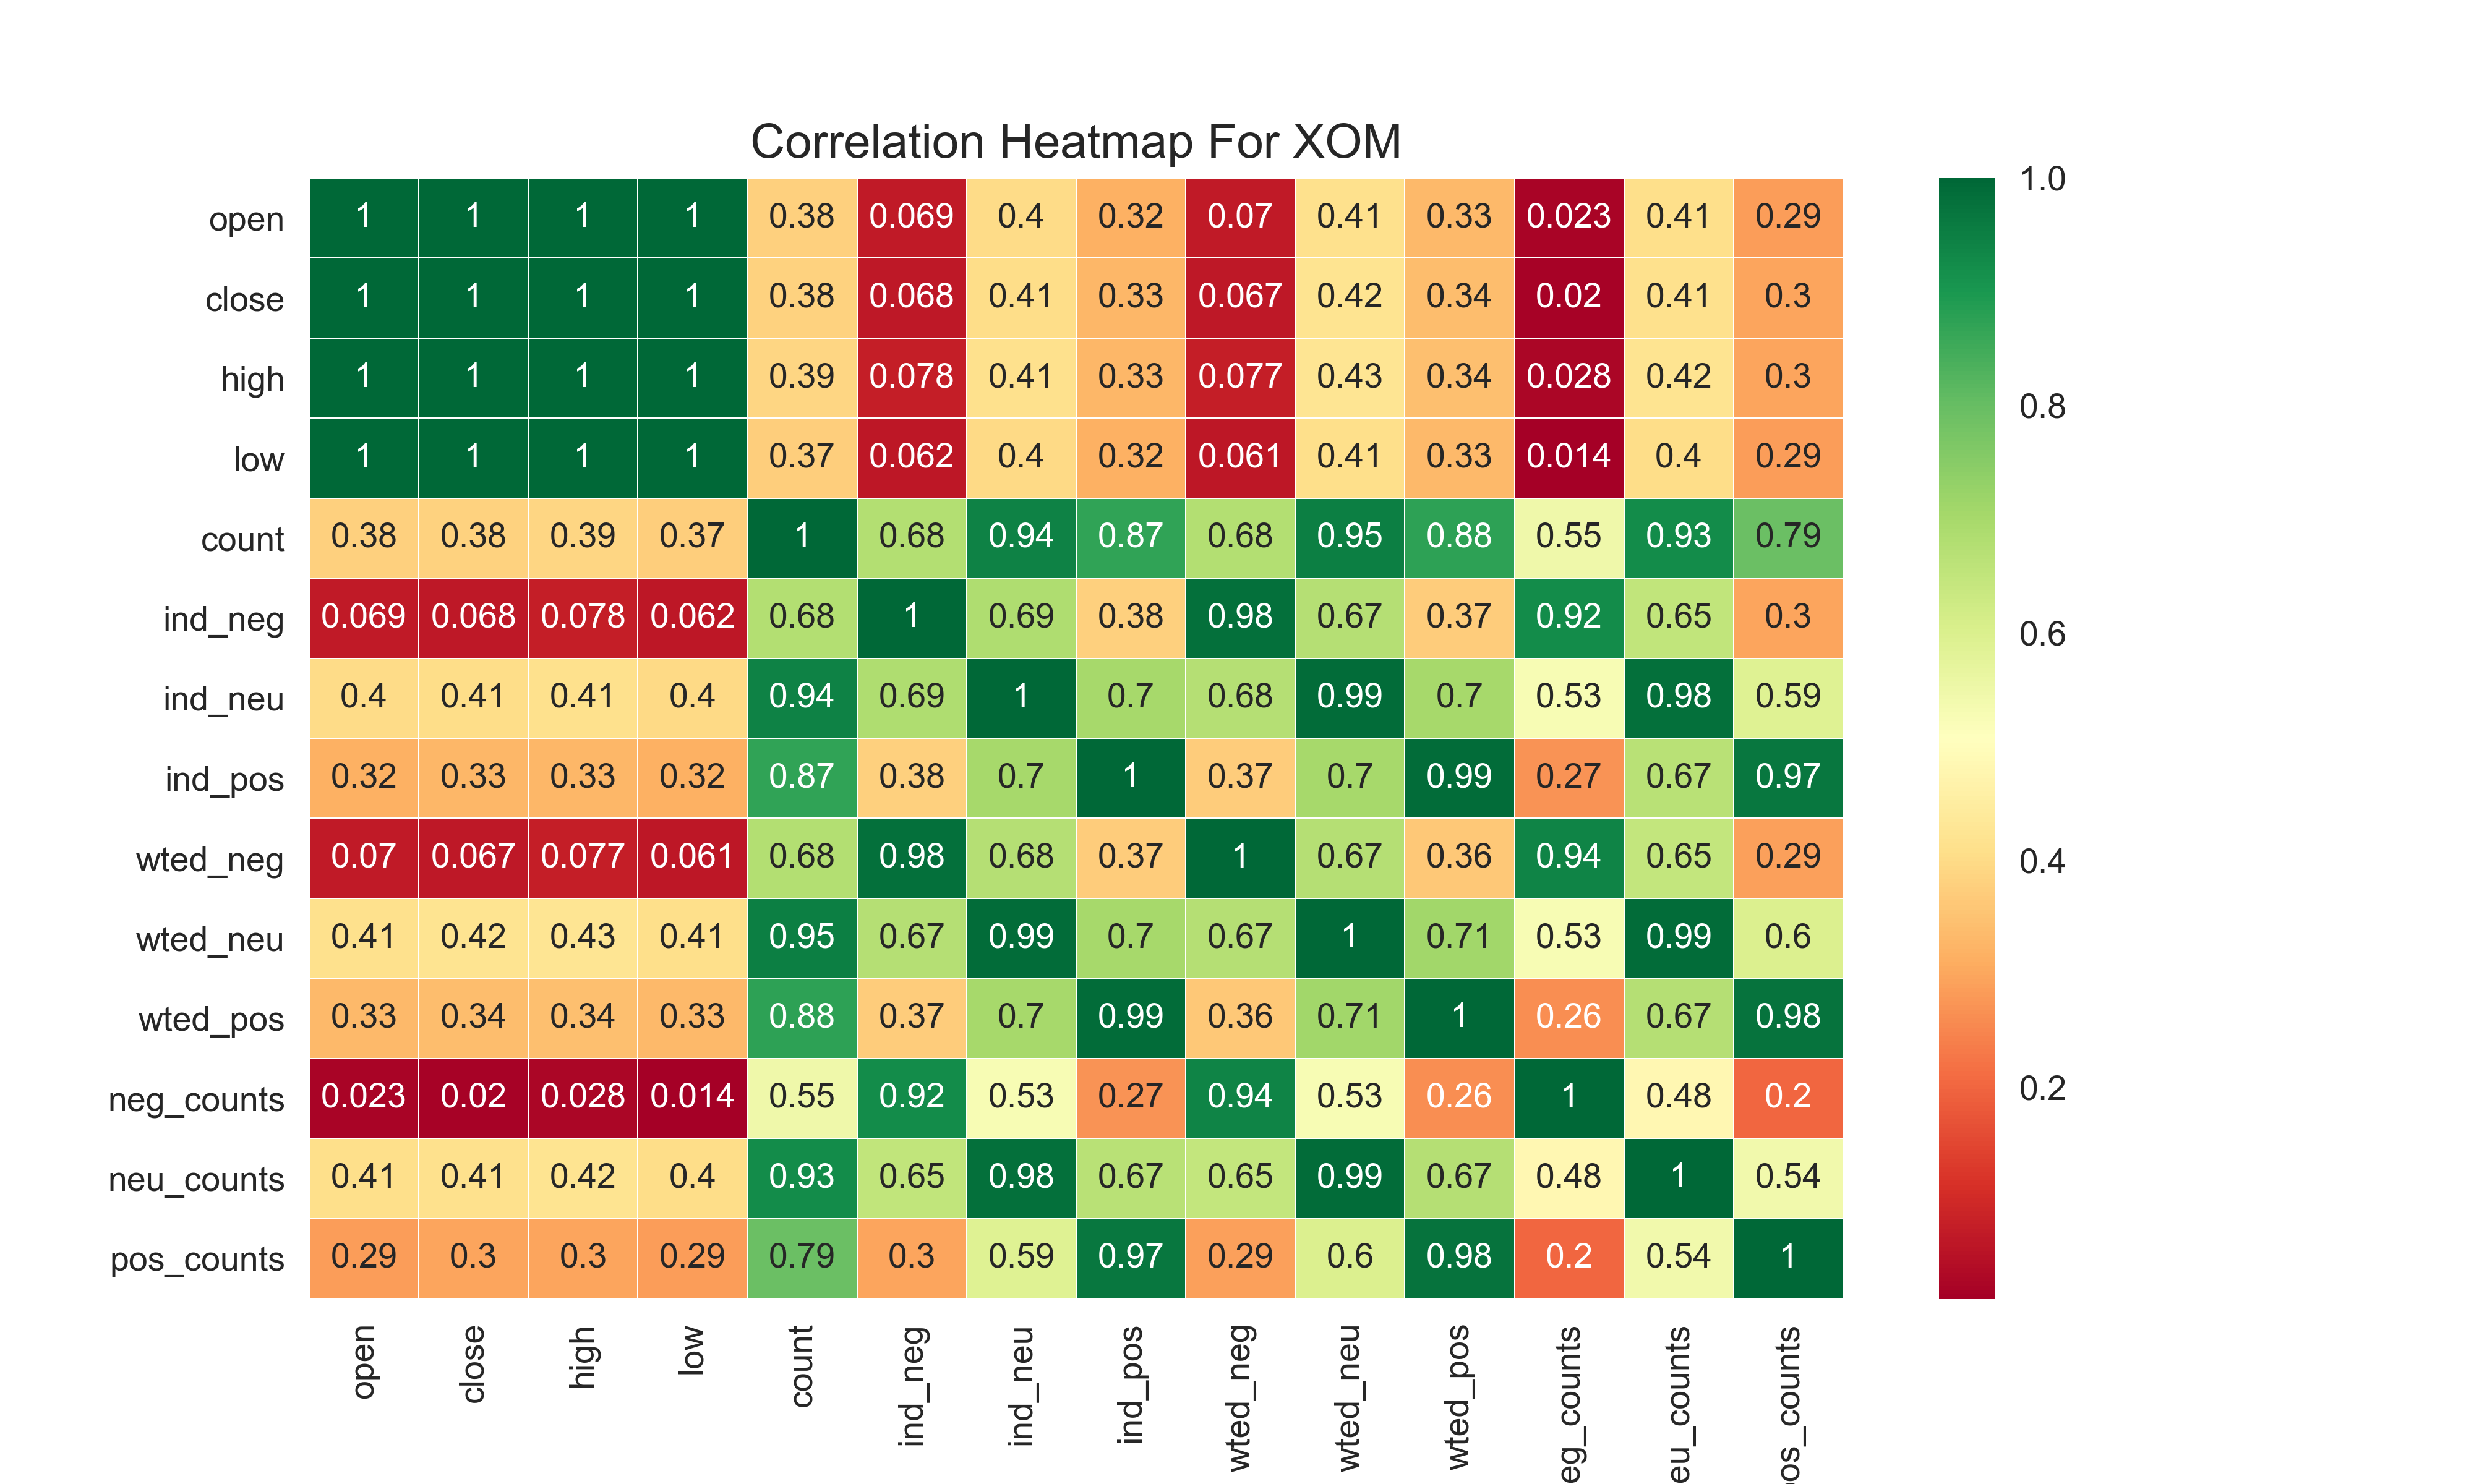 Correlation Heatmap For XOM
open 1 1 1 1 0.38 0.069 0.4 0.32 0.07 0.41 0.33 0.023 0.41 0.29
close 1 1 1 1 0.38 0.068 0.41 0.33 0.067 0.42 0.34 0.02 0.41 0.3
high 1 1 1 1 0.39 0.078 0.41 0.33 0.077 0.43 0.34 0.028 0.42 0.3
low 1 1 1 1 0.37 0.062 0.4 0.32 0.061 0.41 0.33 0.014 0.4 0.29
count 0.38 0.38 0.39 0.37 1 0.68 0.94 0.87 0.68 0.95 0.88 0.55 0.93 0.79
ind_neg 0.069 0.068 0.078 0.062 0.68 1 0.69 0.38 0.98 0.67 0.37 0.92 0.65 0.3
ind_neu 0.4 0.41 0.41 0.4 0.94 0.69 1 0.7 0.68 0.99 0.7 0.53 0.98 0.59
ind_pos 0.32 0.33 0.33 0.32 0.87 0.38 0.7 1 0.37 0.7 0.99 0.27 0.67 0.97
wted_neg 0.07 0.067 0.077 0.061 0.68 0.98 0.68 0.37 1 0.67 0.36 0.94 0.65 0.29
wted_neu 0.41 0.42 0.43 0.41 0.95 0.67 0.99 0.7 0.67 1 0.71 0.53 0.99 0.6
wted_pos 0.33 0.34 0.34 0.33 0.88 0.37 0.7 0.99 0.36 0.71 1 0.26 0.67 0.98
neg_counts 0.023 0.02 0.028 0.014 0.55 0.92 0.53 0.27 0.94 0.53 0.26 1 0.48 0.2
neu_counts 0.41 0.41 0.42 0.4 0.93 0.65 0.98 0.67 0.65 0.99 0.67 0.48 1 0.54
pos_counts 0.29 0.3 0.3 0.29 0.79 0.3 0.59 0.97 0.29 0.6 0.98 0.2 0.54 1
open close high low count ind_neg ind_neu ind_pos wted_neg wted_neu wted_pos eg_counts eu_counts os_counts
1.0
0.8
0.6
0.4
0.2